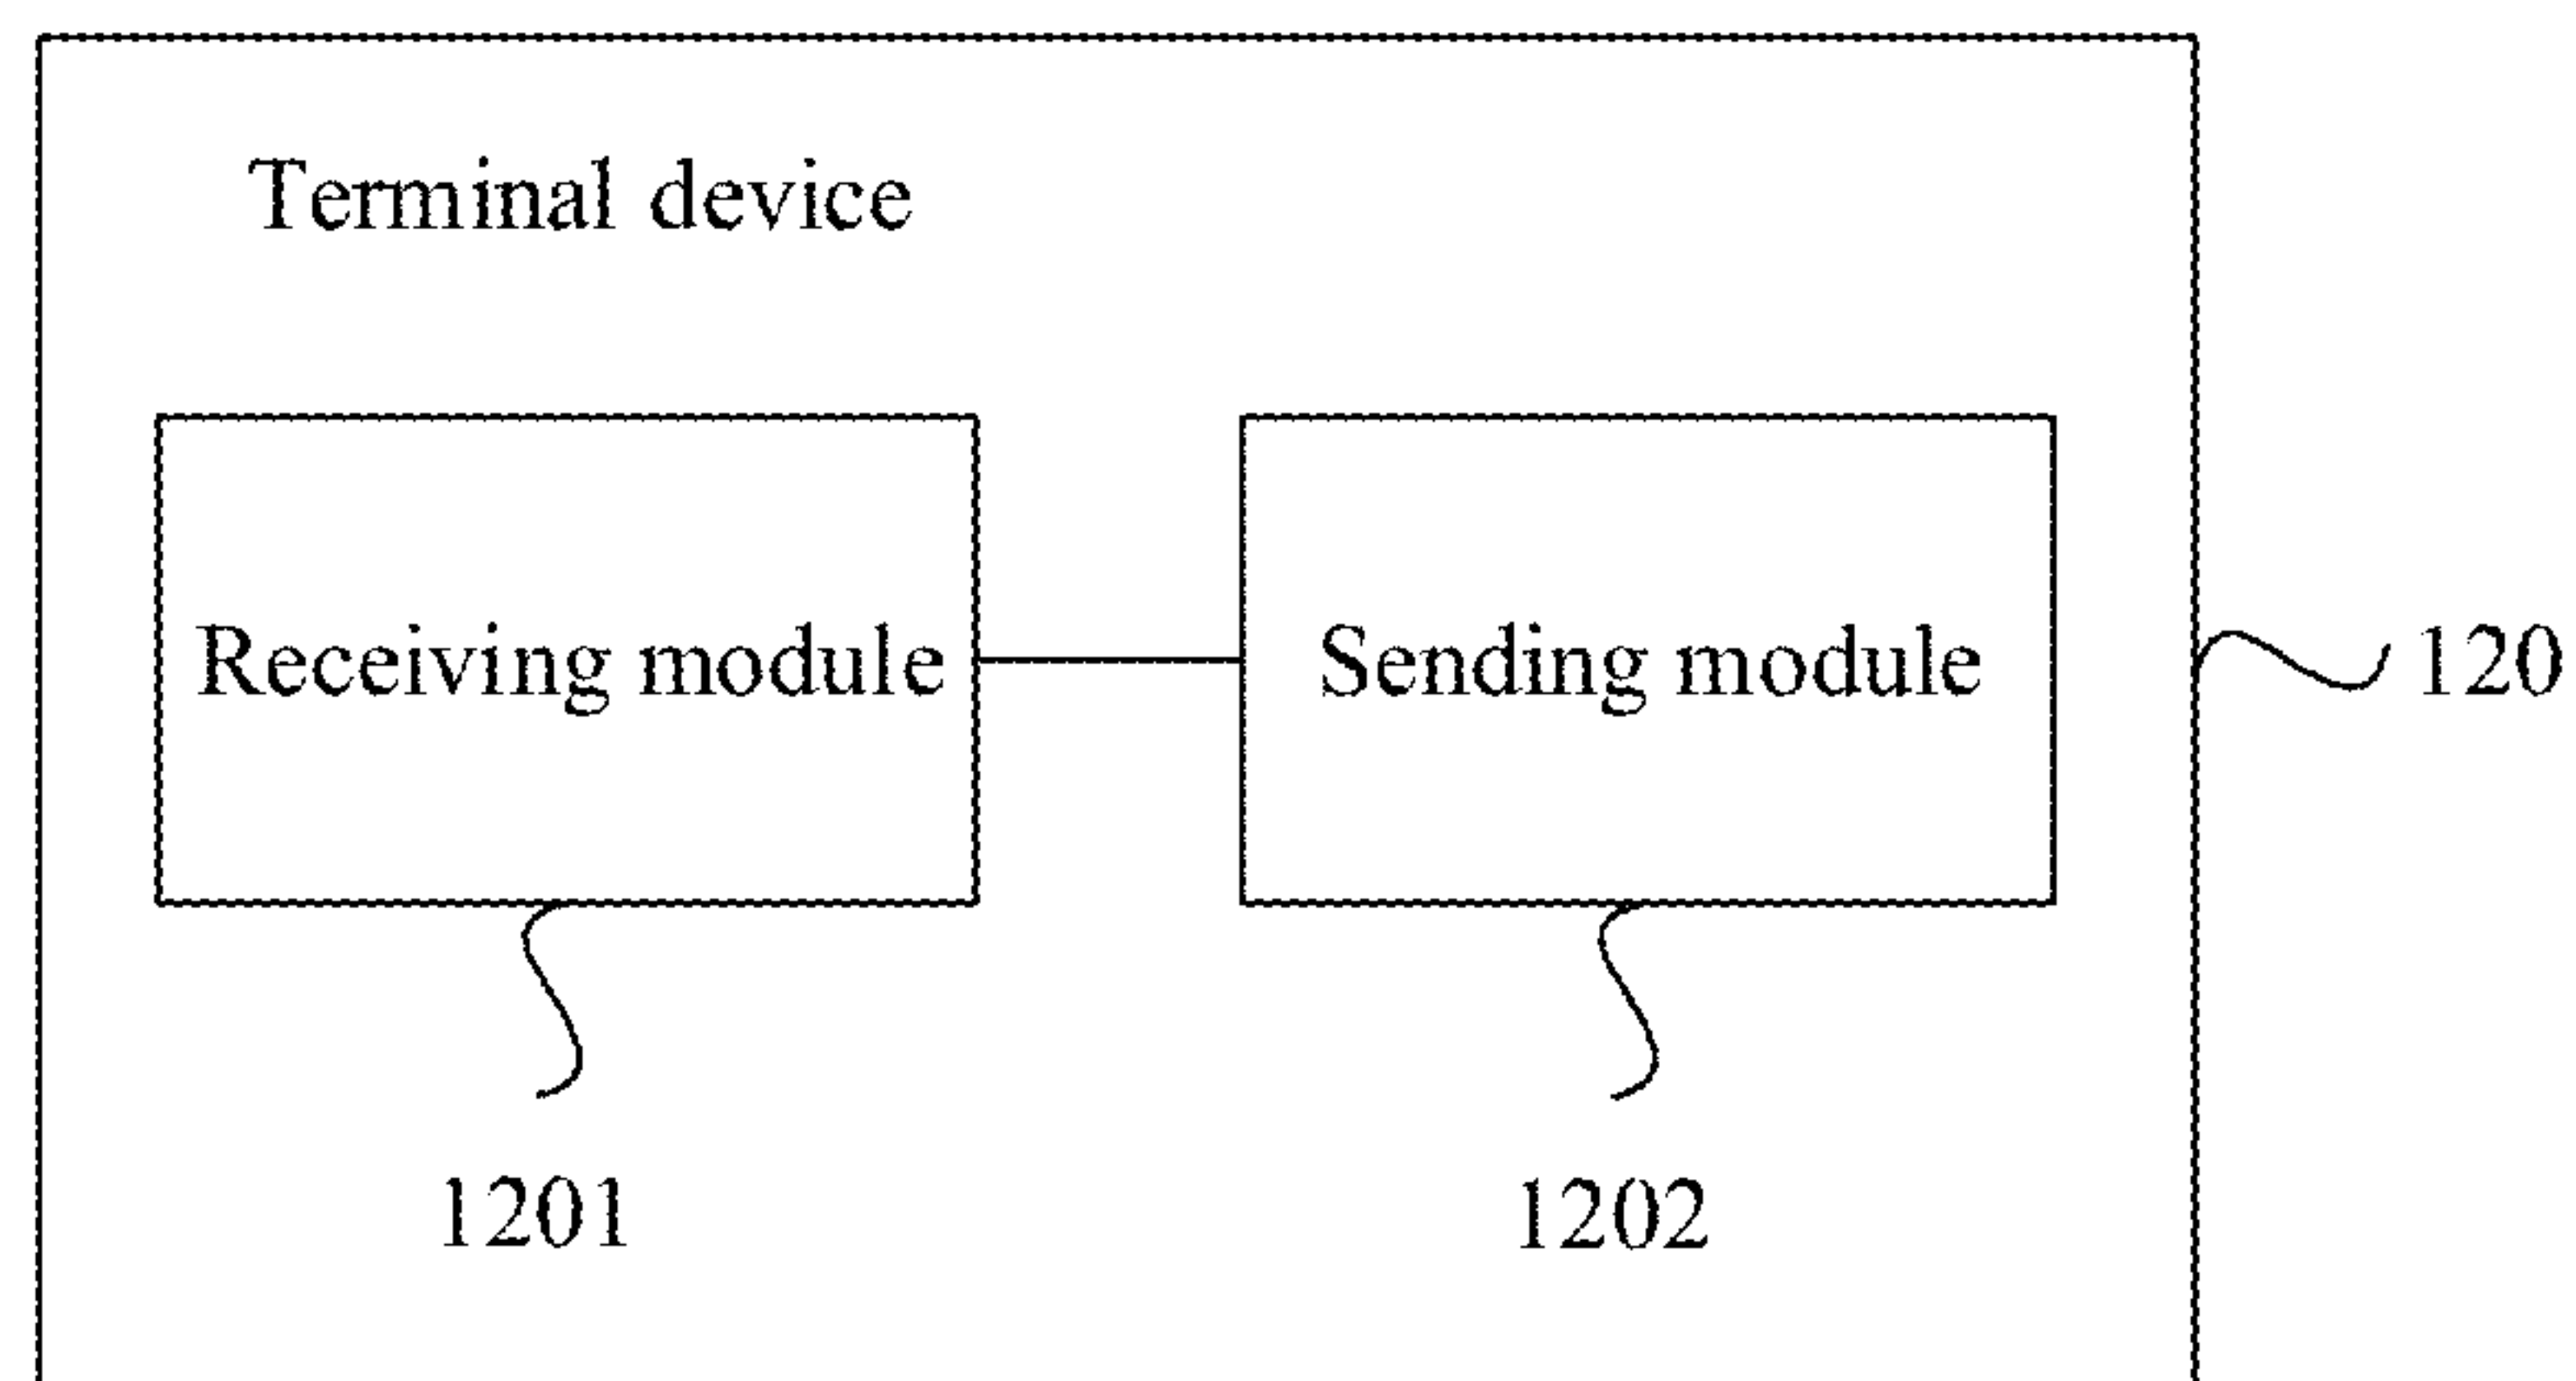 Terminal device
Receiving module
Sending module
120
1201
1202